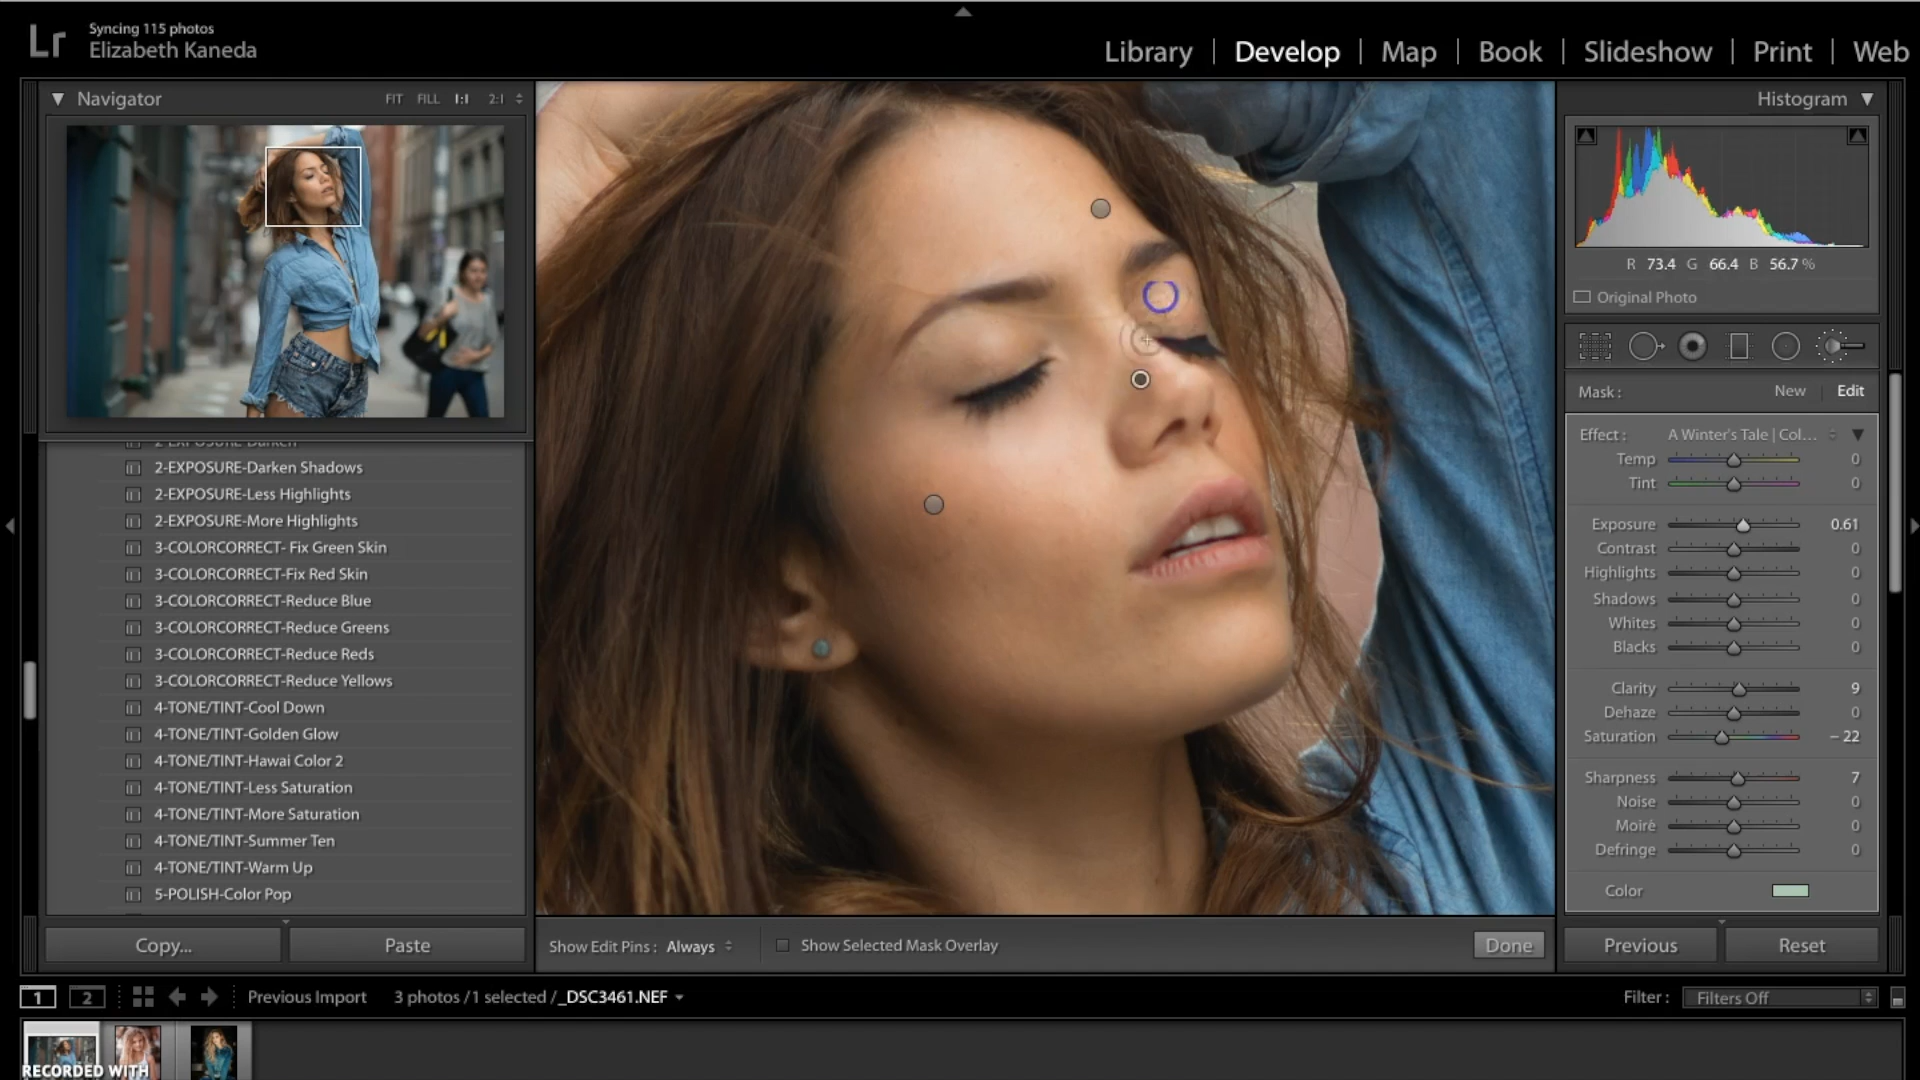 Lr
Syncing 115 photos
Elizabeth Kaneda
Library | Develop | Map | Book | Slideshow | Print | Web
Navigator
FIT FILL 1:1 2:1
2-EXPOSURE-Darken
2-EXPOSURE-Darken Shadows
2-EXPOSURE-Less Highlights
2-EXPOSURE-More Highlights
3-COLORCORRECT- Fix Green Skin
3-COLORCORRECT-Fix Red Skin
3-COLORCORRECT-Reduce Blue
3-COLORCORRECT-Reduce Greens
3-COLORCORRECT-Reduce Reds
3-COLORCORRECT-Reduce Yellows
4-TONE/TINT-Cool Down
4-TONE/TINT-Golden Glow
4-TONE/TINT-Hawai Color 2
4-TONE/TINT-Less Saturation
4-TONE/TINT-More Saturation
4-TONE/TINT-Summer Ten
4-TONE/TINT-Warm Up
5-POLISH-Color Pop
Copy... Paste
Show Edit Pins : Always Show Selected Mask Overlay Done
Histogram
R 73.4 G 66.4 B 56.7 %
Original Photo
Mask : New Edit
Effect : A Winter's Tale | Col...
Temp 0
Tint 0
Exposure 0.61
Contrast 0
Highlights 0
Shadows 0
Whites 0
Blacks 0
Clarity 9
Dehaze 0
Saturation – 22
Sharpness 7
Noise 0
Moiré 0
Defringe 0
Color
Previous Reset
1 2 Previous Import 3 photos /1 selected /_DSC3461.NEF Filter : Filters Off
RECORDED WITH